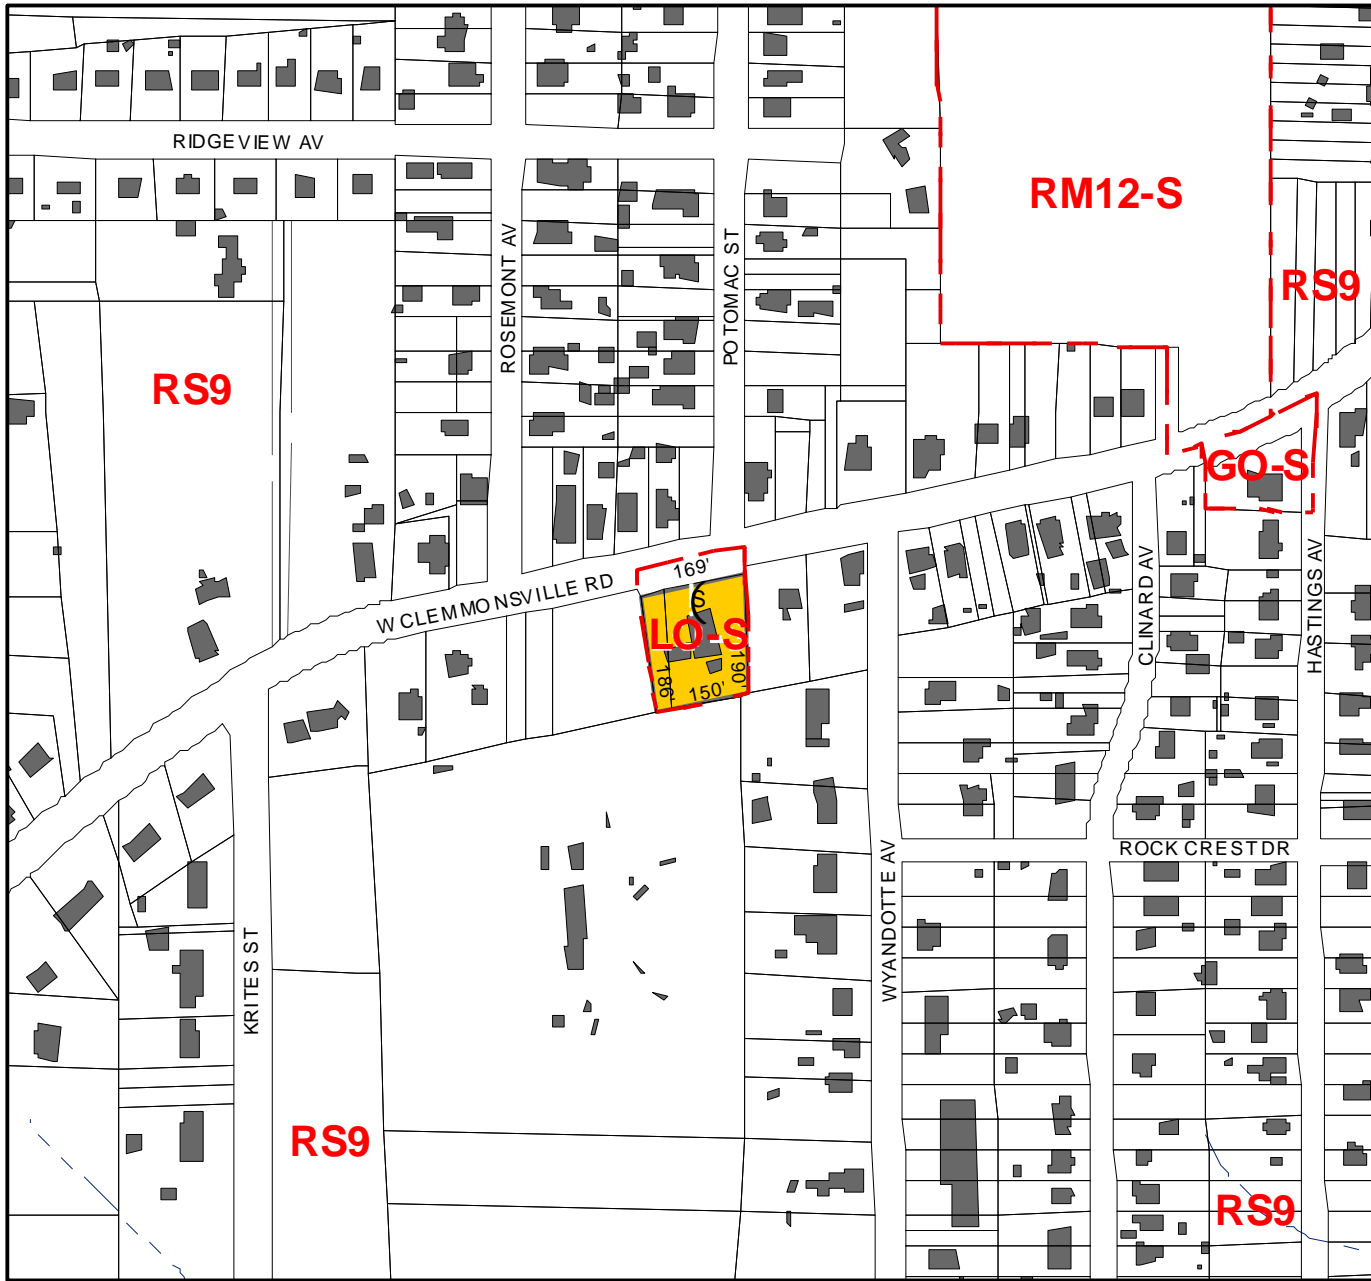 RIDGEVIEW AV
RM12-S
ROSEMONT AV
POTOMAC ST
RS9
RS9
GO-S
169'
W CLEMMONSVILLE RD
S
LO-S
186'
190'
150'
CLINARD AV
HASTINGS AV
ROCK CREST DR
WYANDOTTE AV
KRITES ST
RS9
RS9